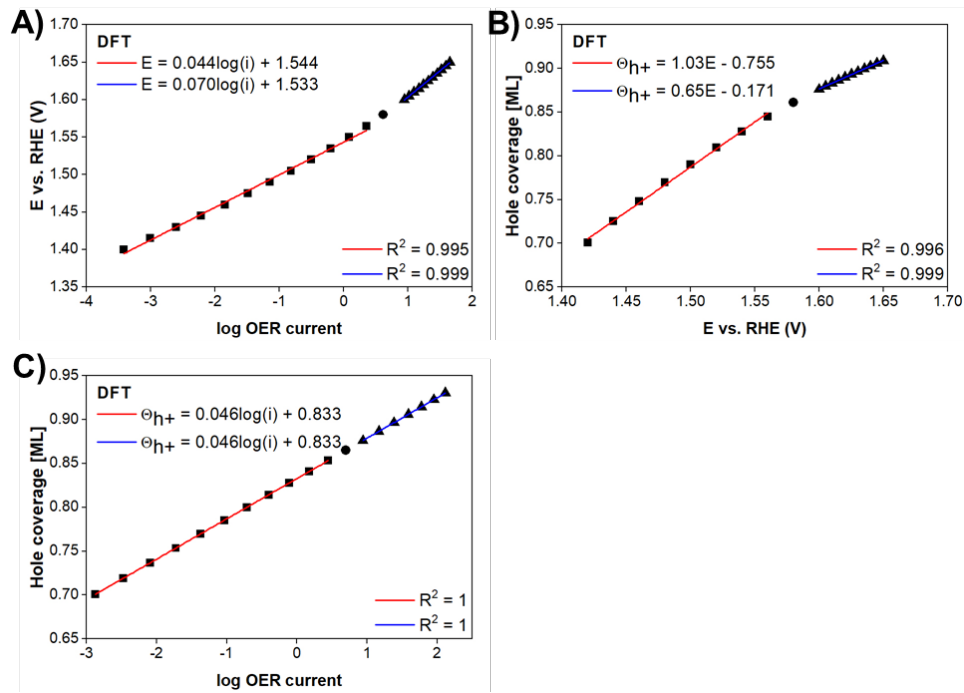 A)
DFT
E = 0.044log(i) + 1.544
E = 0.070log(i) + 1.533
R² = 0.995
R² = 0.999
1.70
1.65
1.60
1.55
1.50
1.45
1.40
1.35
E vs. RHE (V)
-4 -3 -2 -1 0 1 2
log OER current
B)
DFT
Θh+ = 1.03E - 0.755
Θh+ = 0.65E - 0.171
R² = 0.996
R² = 0.999
0.95
0.90
0.85
0.80
0.75
0.70
0.65
Hole coverage [ML]
1.40 1.45 1.50 1.55 1.60 1.65 1.70
E vs. RHE (V)
C)
DFT
Θh+ = 0.046log(i) + 0.833
Θh+ = 0.046log(i) + 0.833
R² = 1
R² = 1
0.95
0.90
0.85
0.80
0.75
0.70
0.65
Hole coverage [ML]
-3 -2 -1 0 1 2
log OER current